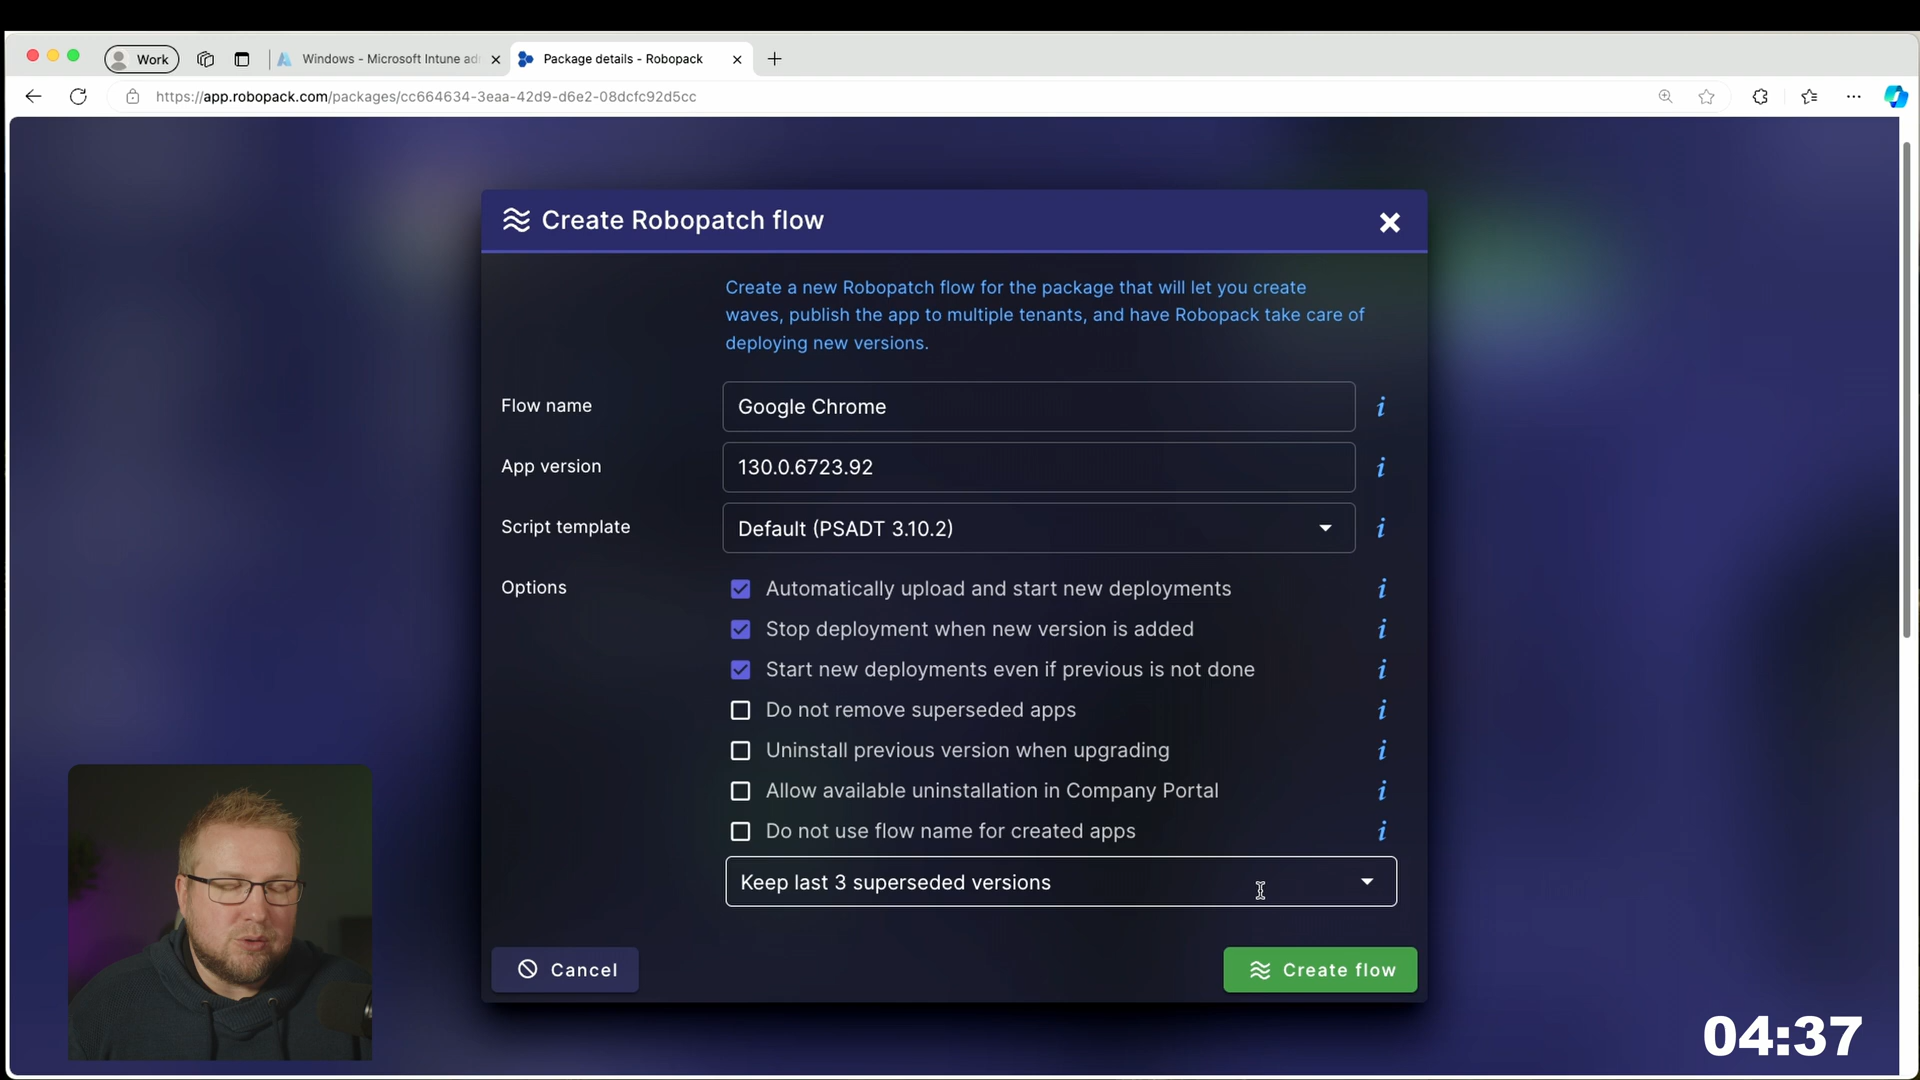 Work
Windows - Microsoft Intune ad
Package details - Robopack
https://app.robopack.com/packages/cc664634-3eaa-42d9-d6e2-08dcfc92d5cc
Create Robopatch flow
Create a new Robopatch flow for the package that will let you create
waves, publish the app to multiple tenants, and have Robopack take care of
deploying new versions.
Flow name
Google Chrome
App version
130.0.6723.92
Script template
Default (PSADT 3.10.2)
Options
Automatically upload and start new deployments
Stop deployment when new version is added
Start new deployments even if previous is not done
Do not remove superseded apps
Uninstall previous version when upgrading
Allow available uninstallation in Company Portal
Do not use flow name for created apps
Keep last 3 superseded versions
Cancel
Create flow
04:37